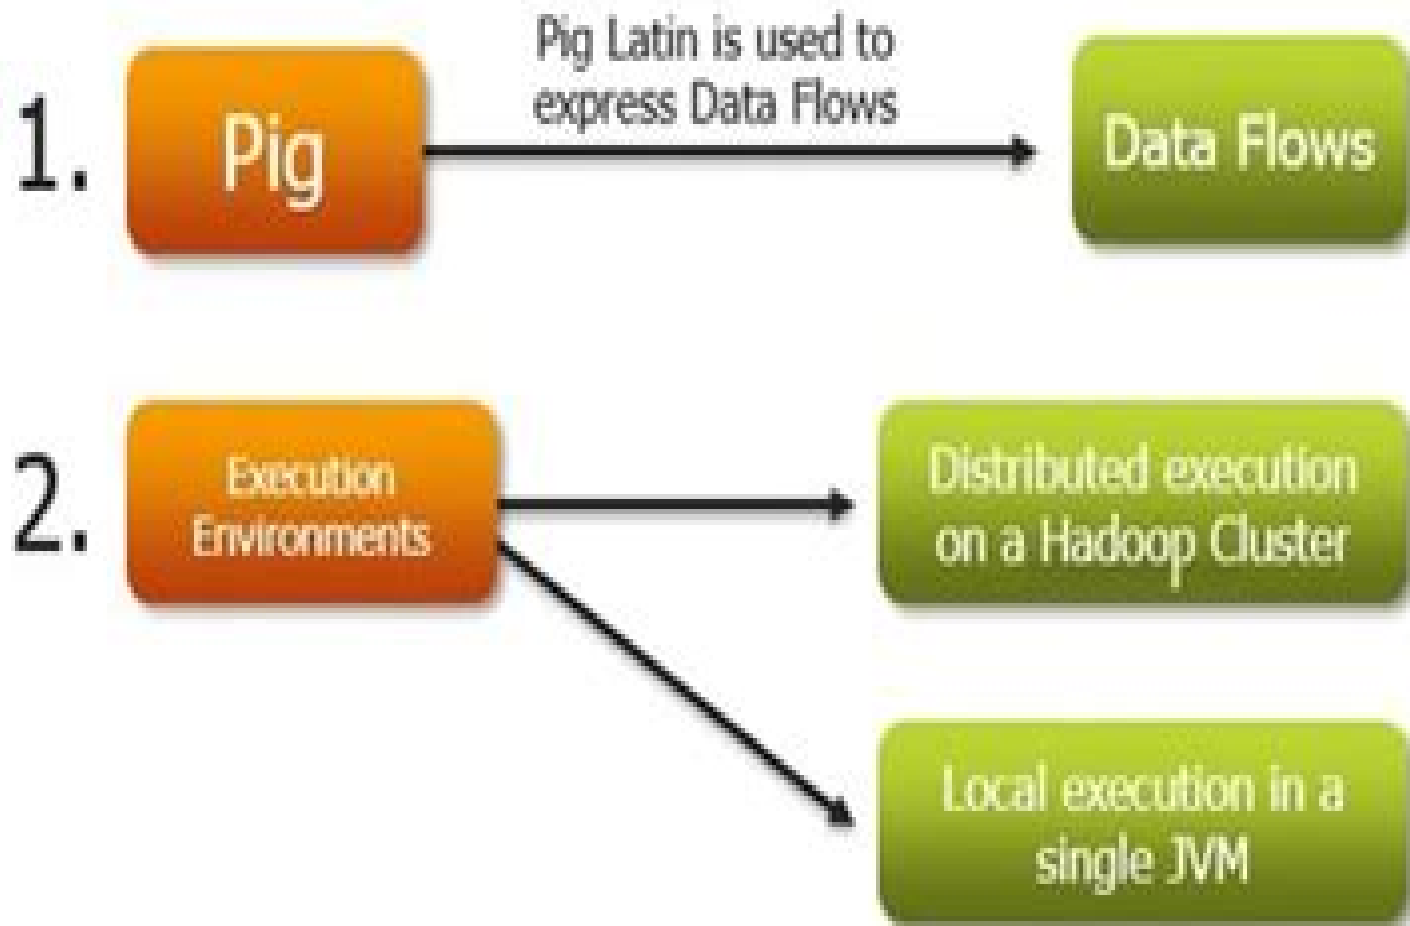 1.
Pig
Pig Latin is used to
express Data Flows
Data Flows
2.
Execution
Environments
Distributed execution
on a Hadoop Cluster
Local execution in a
single JVM